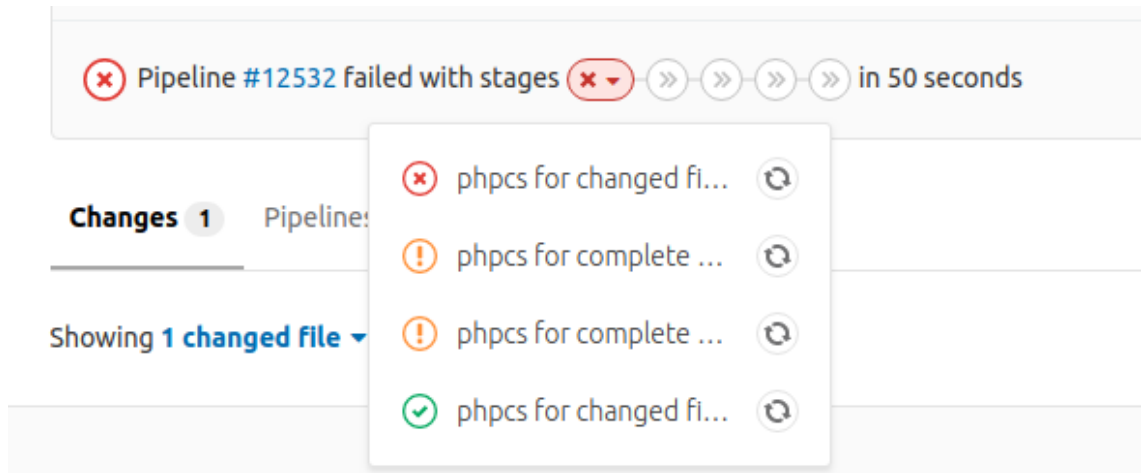 Pipeline #12532 failed with stages in 50 seconds
phpcs for changed fi...
Changes 1 Pipelines
phpcs for complete ...
Showing 1 changed file
phpcs for complete ...
phpcs for changed fi...